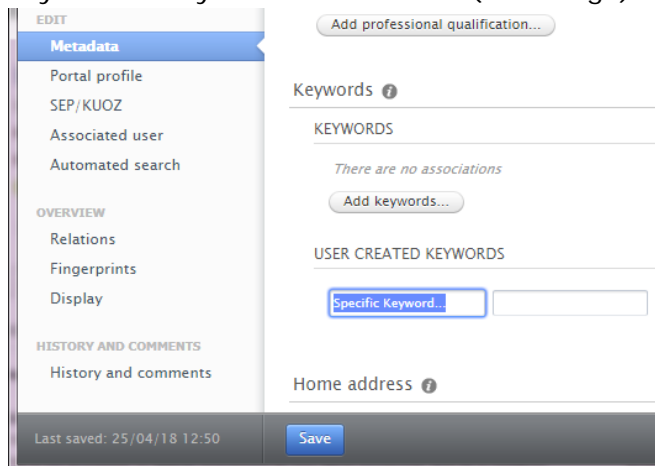 EDIT
Metadata
Portal profile
SEP/KUOZ
Associated user
Automated search
OVERVIEW
Relations
Fingerprints
Display
HISTORY AND COMMENTS
History and comments
Last saved: 25/04/18 12:50
Add professional qualification...
Keywords
KEYWORDS
There are no associations
Add keywords...
USER CREATED KEYWORDS
Specific Keyword...
Home address
Save